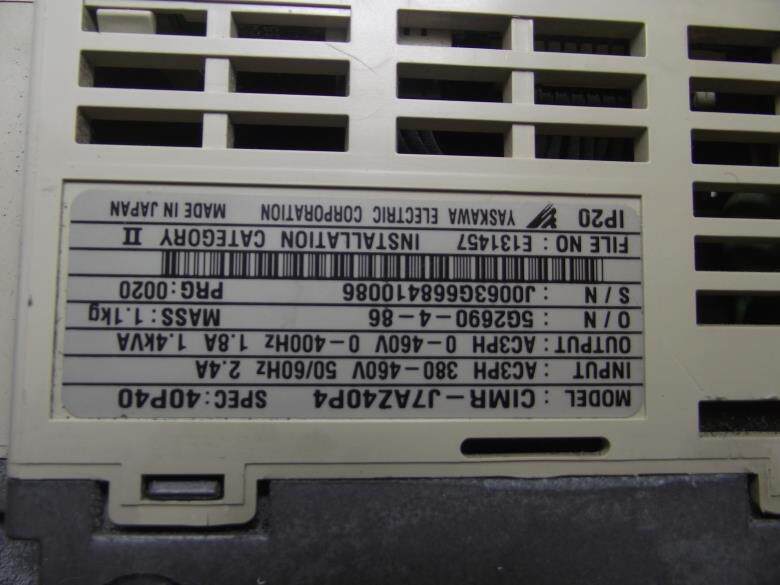 MODEL : CIMR-J7AZ40P4 SPEC:40P40
INPUT : AC3PH 380-460V 50/60Hz 2.4A
OUTPUT : AC3PH 0-460V 0-400Hz 1.8A 1.4kVA
O / N : 5G2690-4-86 MASS:1.1kg
S / N : J0063G668410086 PRG:0020
FILE NO : E131457 INSTALLATION CATEGORY II
IP20 YASKAWA ELECTRIC CORPORATION MADE IN JAPAN